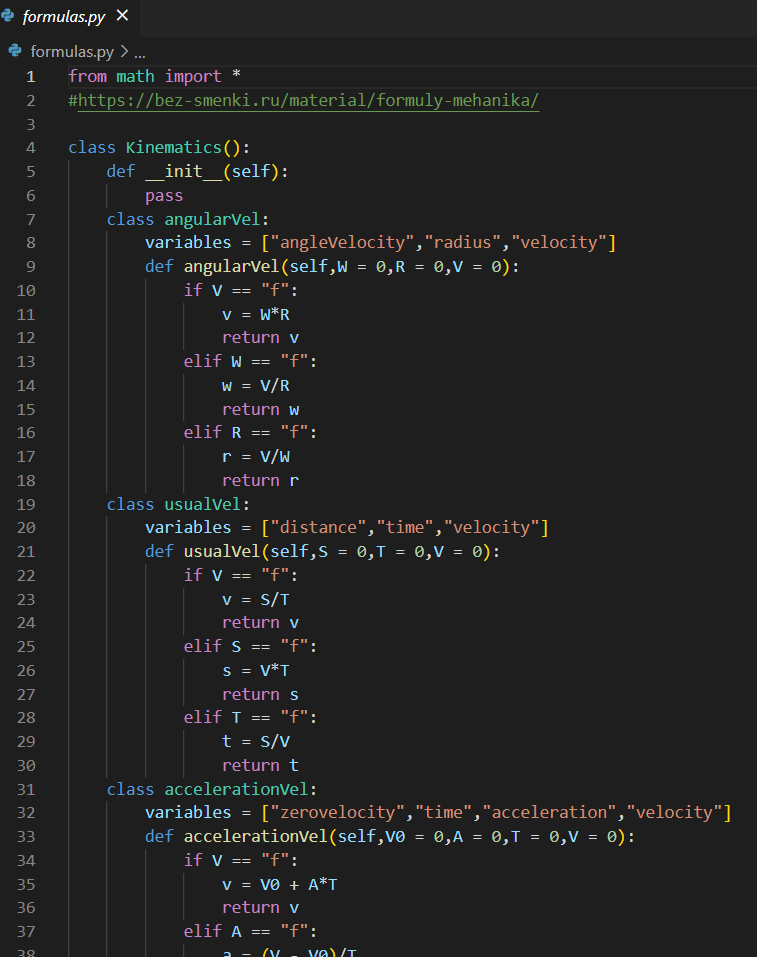 formulas.py ×
formulas.py > ...
1 from math import *
2 #https://bez-smenki.ru/material/formuly-mehanika/
3
4 class Kinematics():
5     def __init__(self):
6         pass
7     class angularVel:
8         variables = ["angleVelocity","radius","velocity"]
9         def angularVel(self,W = 0,R = 0,V = 0):
10             if V == "f":
11                 v = W*R
12                 return v
13             elif W == "f":
14                 w = V/R
15                 return w
16             elif R == "f":
17                 r = V/W
18                 return r
19     class usualVel:
20         variables = ["distance","time","velocity"]
21         def usualVel(self,S = 0,T = 0,V = 0):
22             if V == "f":
23                 v = S/T
24                 return v
25             elif S == "f":
26                 s = V*T
27                 return s
28             elif T == "f":
29                 t = S/V
30                 return t
31     class accelerationVel:
32         variables = ["zerovelocity","time","acceleration","velocity"]
33         def accelerationVel(self,V0 = 0,A = 0,T = 0,V = 0):
34             if V == "f":
35                 v = V0 + A*T
36                 return v
37             elif A == "f":
38                 a = (V - V0)/T